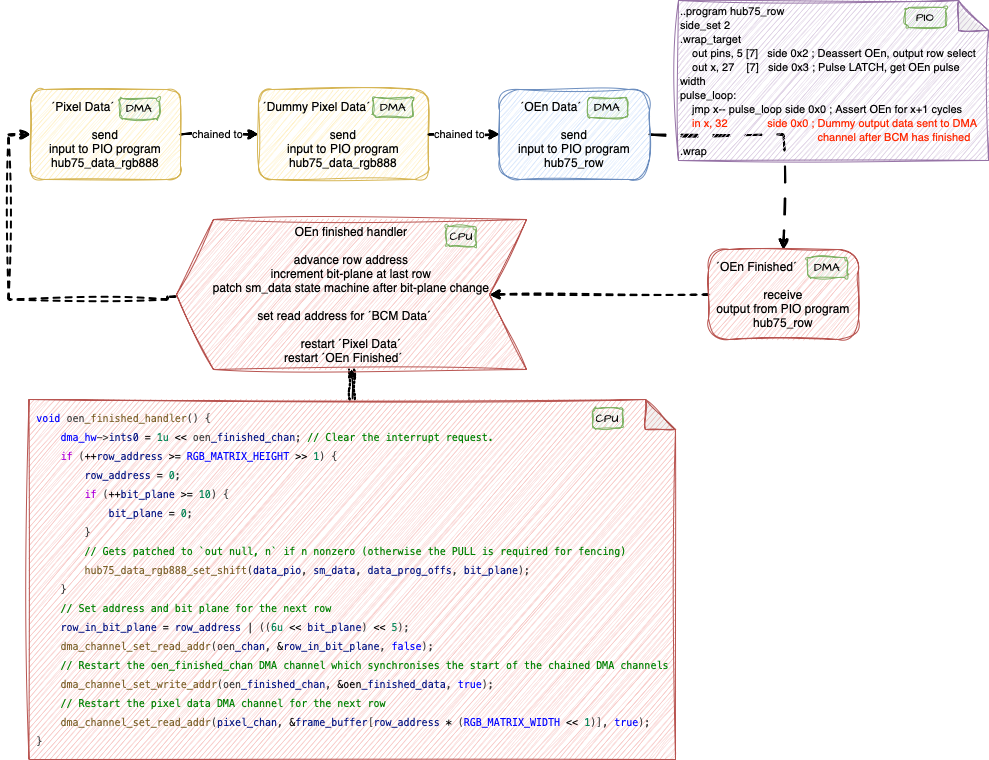 ..program hub75_row
side_set 2
.wrap_target
out pins, 5 [7] side 0x2 ; Deassert OEn, output row select
out x, 27 [7] side 0x3 ; Pulse LATCH, get OEn pulse
width
pulse_loop:
jmp x-- pulse_loop side 0x0 ; Assert OEn for x+1 cycles
in x, 32 side 0x0 ; Dummy output data sent to DMA
channel after BCM has finished
.wrap
PIO
´Pixel Data´ DMA
send
input to PIO program
hub75_data_rgb888
chained to
´Dummy Pixel Data´ DMA
send
input to PIO program
hub75_data_rgb888
chained to
´OEn Data´ DMA
send
input to PIO program
hub75_row
´OEn Finished´ DMA
receive
output from PIO program
hub75_row
OEn finished handler CPU
advance row address
increment bit-plane at last row
patch sm_data state machine after bit-plane change
set read address for ´BCM Data´
restart ´Pixel Data´
restart ´OEn Finished´
CPU
void oen_finished_handler() {
dma_hw->ints0 = 1u << oen_finished_chan; // Clear the interrupt request.
if (++row_address >= RGB_MATRIX_HEIGHT >> 1) {
row_address = 0;
if (++bit_plane >= 10) {
bit_plane = 0;
}
// Gets patched to `out null, n` if n nonzero (otherwise the PULL is required for fencing)
hub75_data_rgb888_set_shift(data_pio, sm_data, data_prog_offs, bit_plane);
}
// Set address and bit plane for the next row
row_in_bit_plane = row_address | ((6u << bit_plane) << 5);
dma_channel_set_read_addr(oen_chan, &row_in_bit_plane, false);
// Restart the oen_finished_chan DMA channel which synchronises the start of the chained DMA channels
dma_channel_set_write_addr(oen_finished_chan, &oen_finished_data, true);
// Restart the pixel data DMA channel for the next row
dma_channel_set_read_addr(pixel_chan, &frame_buffer[row_address * (RGB_MATRIX_WIDTH << 1)], true);
}